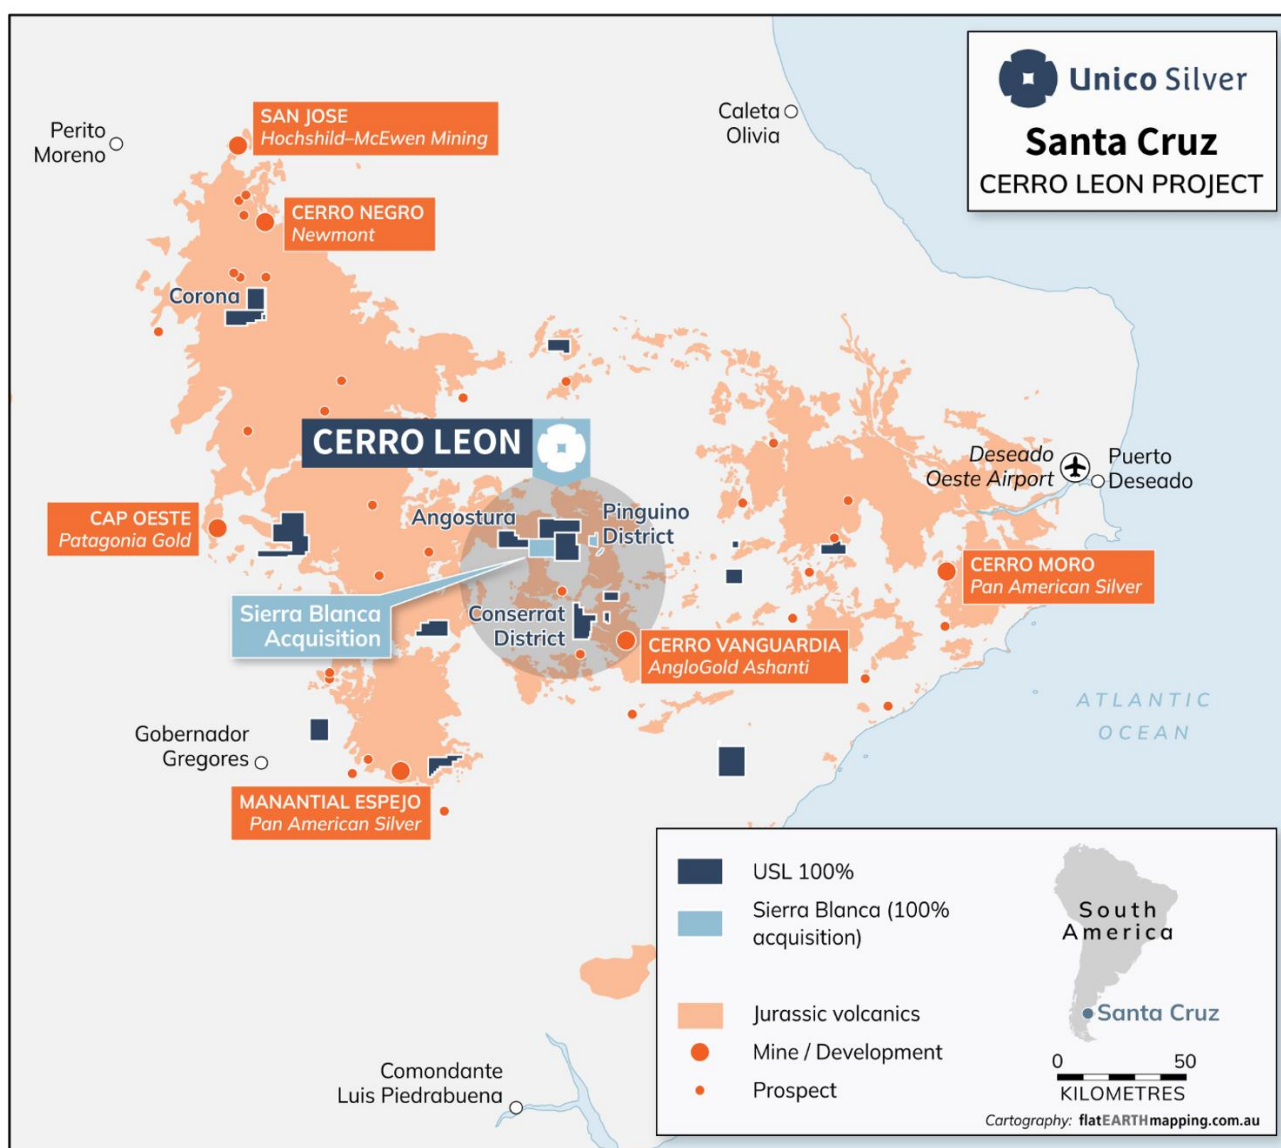 Unico Silver
Santa Cruz
CERRO LEON PROJECT
Perito
Moreno
SAN JOSE
Hochshild–McEwen Mining
Caleta
Olivia
CERRO NEGRO
Newmont
Corona
CERRO LEON
Deseado
Oeste Airport
Puerto
Deseado
CAP OESTE
Patagonia Gold
Angostura
Pinguino
District
CERRO MORO
Pan American Silver
Sierra Blanca
Acquisition
Conserrat
District
CERRO VANGUARDIA
AngloGold Ashanti
ATLANTIC
OCEAN
Gobernador
Gregores
MANANTIAL ESPEJO
Pan American Silver
USL 100%
Sierra Blanca (100%
acquisition)
Jurassic volcanics
Mine / Development
Prospect
South
America
Santa Cruz
0 50
KILOMETRES
Cartography: flatEARTHmapping.com.au
Comondante
Luis Piedrabuena